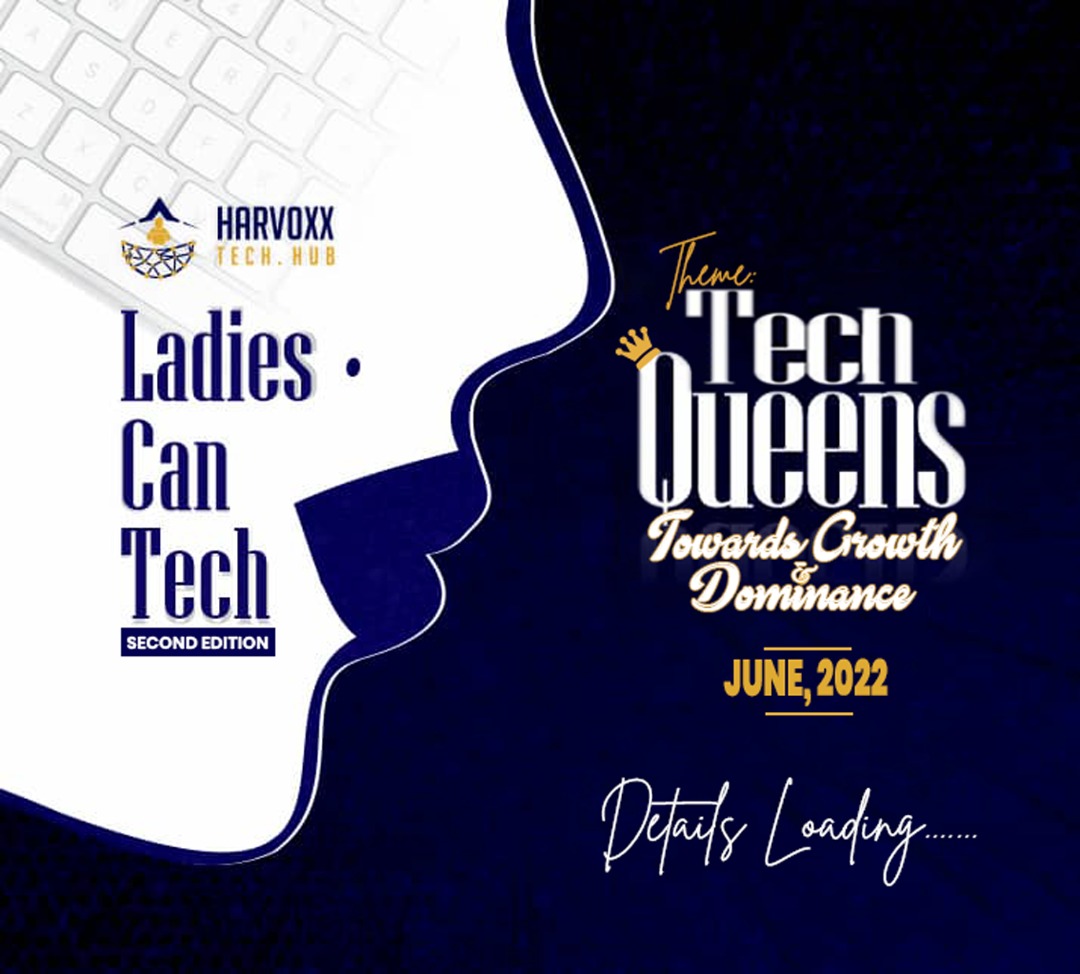 HARVOXX
TECH.HUB
Ladies
Can
Tech
SECOND EDITION
Theme:
Tech
Queens
Towards Growth
&
Dominance
JUNE, 2022
Details Loading.......
A
E
S
R
Z
D
X
F
C
M